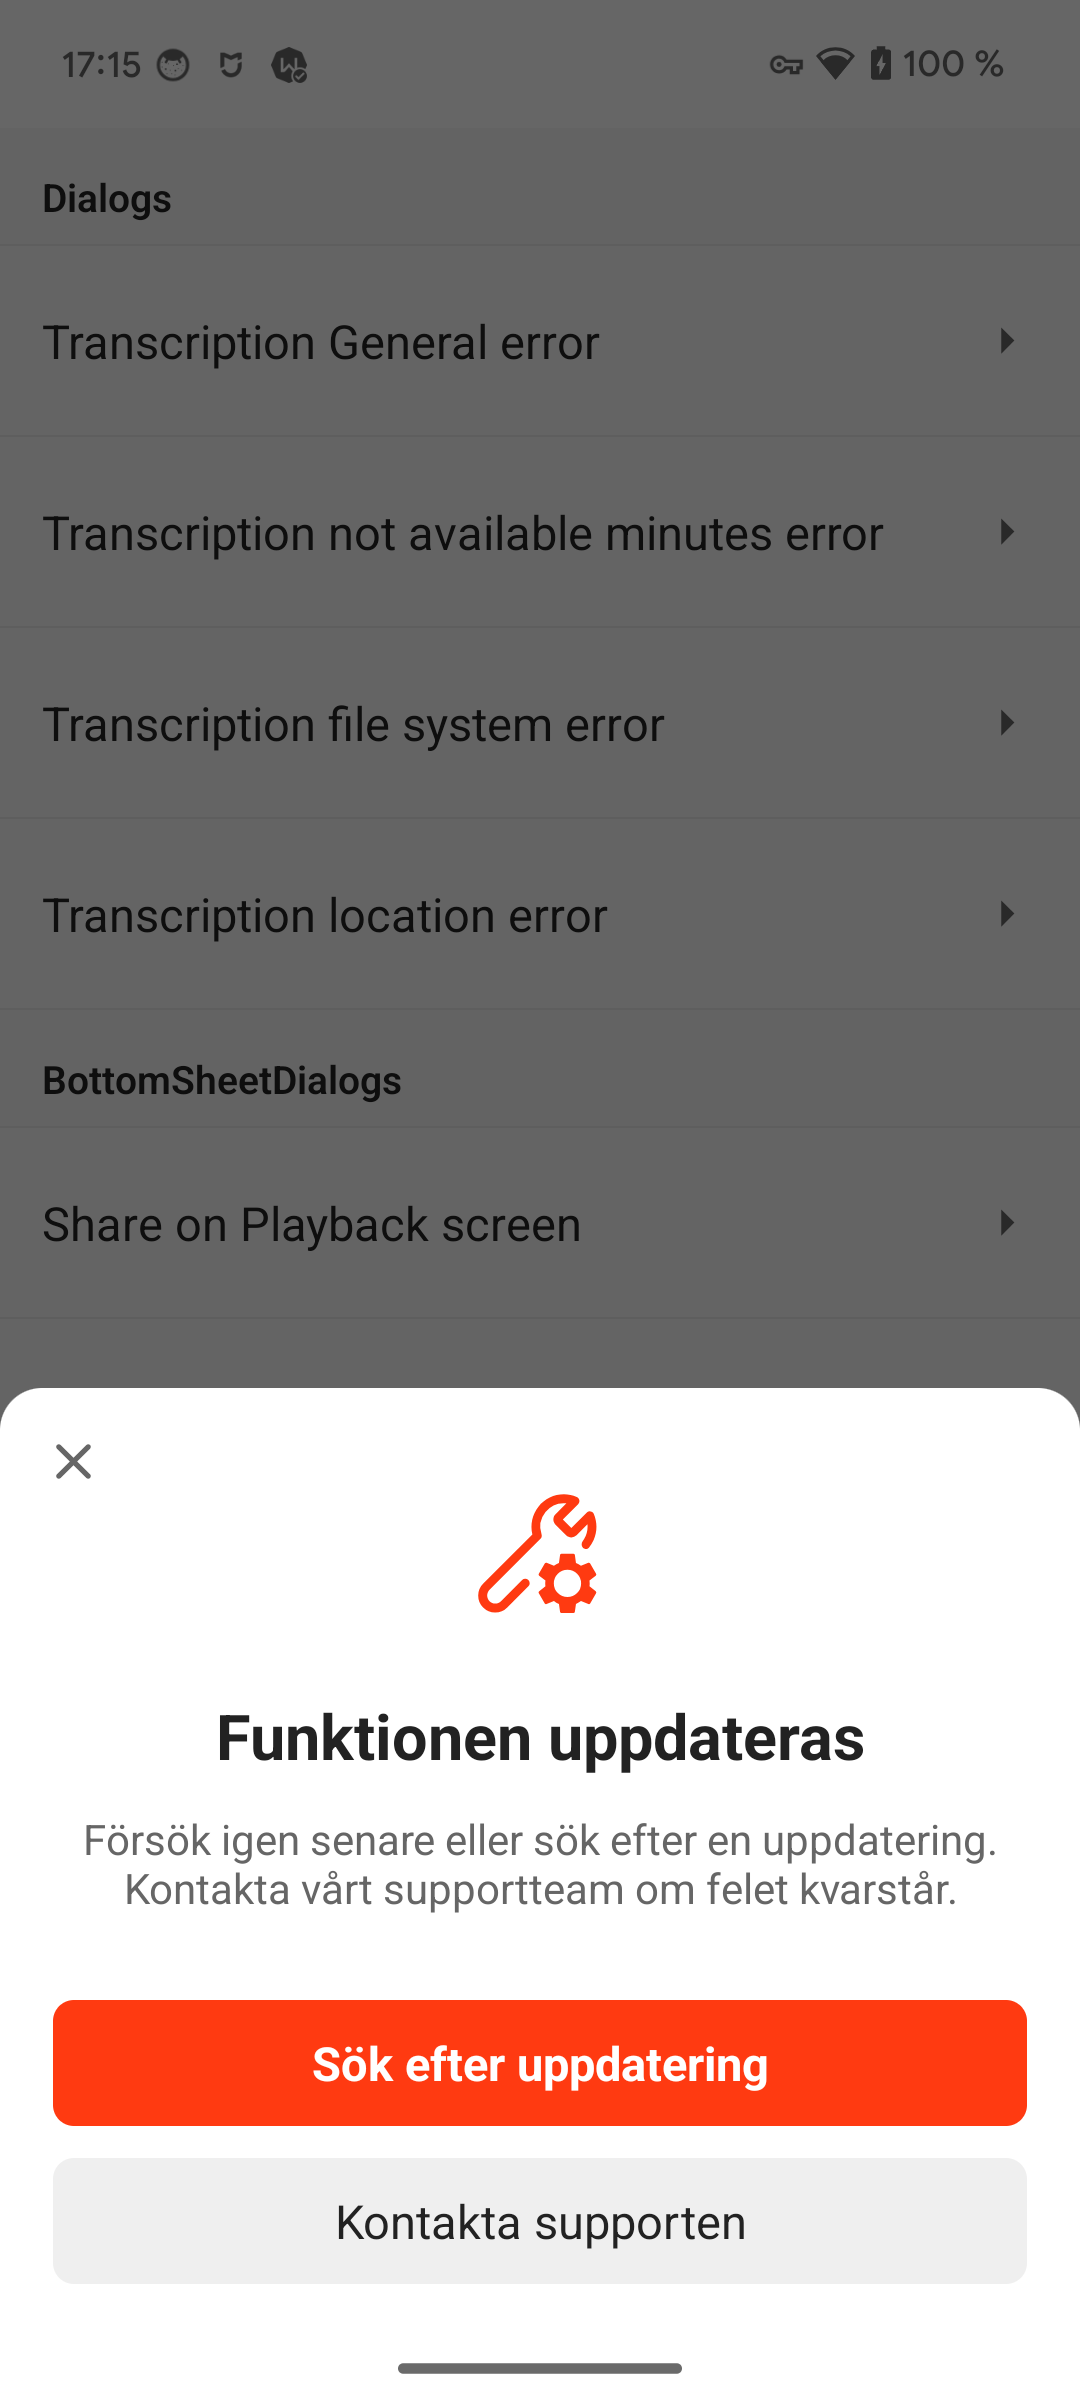 17:15
100 %
Dialogs
Transcription General error
Transcription not available minutes error
Transcription file system error
Transcription location error
BottomSheetDialogs
Share on Playback screen
Funktionen uppdateras
Försök igen senare eller sök efter en uppdatering.
Kontakta vårt supportteam om felet kvarstår.
Sök efter uppdatering
Kontakta supporten